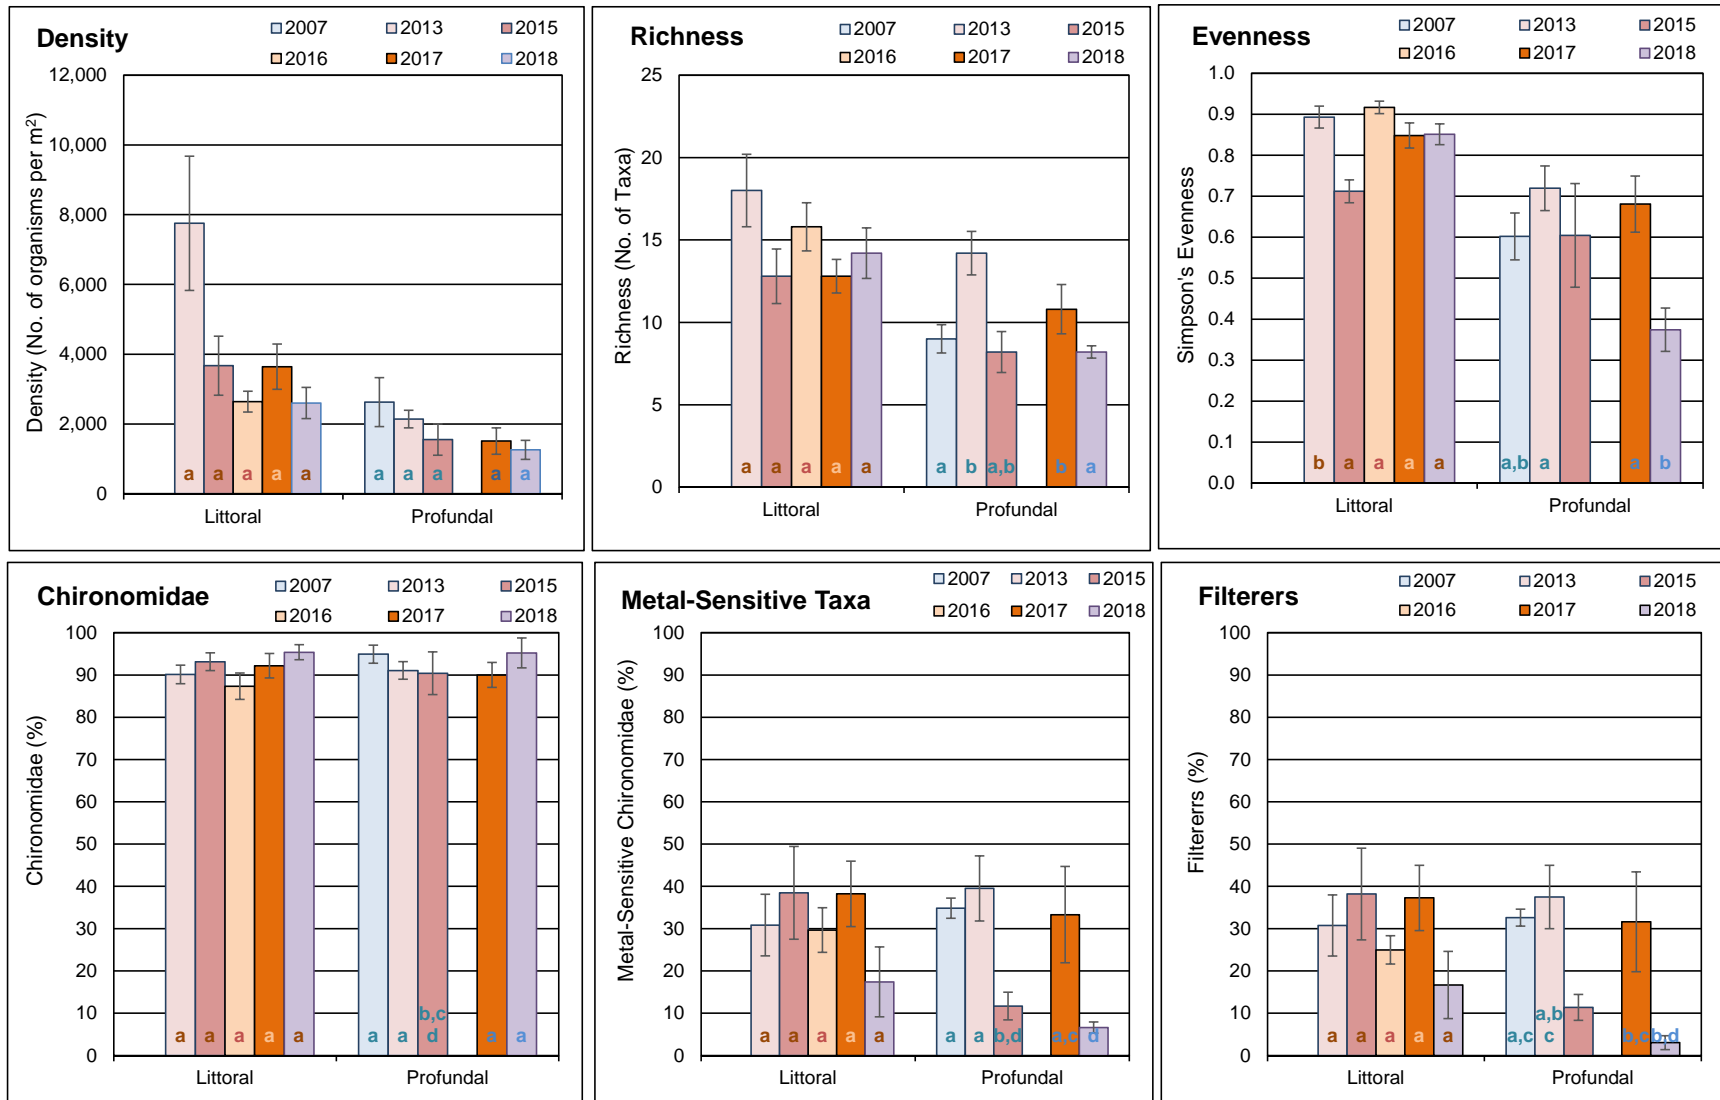 Density
2007 2013 2015
2016 2017 2018
Density (No. of organisms per m²)
12,000
10,000
8,000
6,000
4,000
2,000
0
a a a a a a a a a a
Littoral Profundal
Richness
2007 2013 2015
2016 2017 2018
Richness (No. of Taxa)
25
20
15
10
5
0
a a a a a a b a,b b a
Littoral Profundal
Evenness
2007 2013 2015
2016 2017 2018
Simpson's Evenness
1.0
0.9
0.8
0.7
0.6
0.5
0.4
0.3
0.2
0.1
0.0
b a a a a a,b a a b
Littoral Profundal
Chironomidae
2007 2013 2015
2016 2017 2018
Chironomidae (%)
100
90
80
70
60
50
40
30
20
10
0
b,c
a a a a a a a d a a
Littoral Profundal
Metal-Sensitive Taxa
2007 2013 2015
2016 2017 2018
Metal-Sensitive Chironomidae (%)
100
90
80
70
60
50
40
30
20
10
0
a a a a a a a b,d a,c d
Littoral Profundal
Filterers
2007 2013 2015
2016 2017 2018
Filtererrs (%)
100
90
80
70
60
50
40
30
20
10
0
a,b
a a a a a a,c c b,c b-d
Littoral Profundal